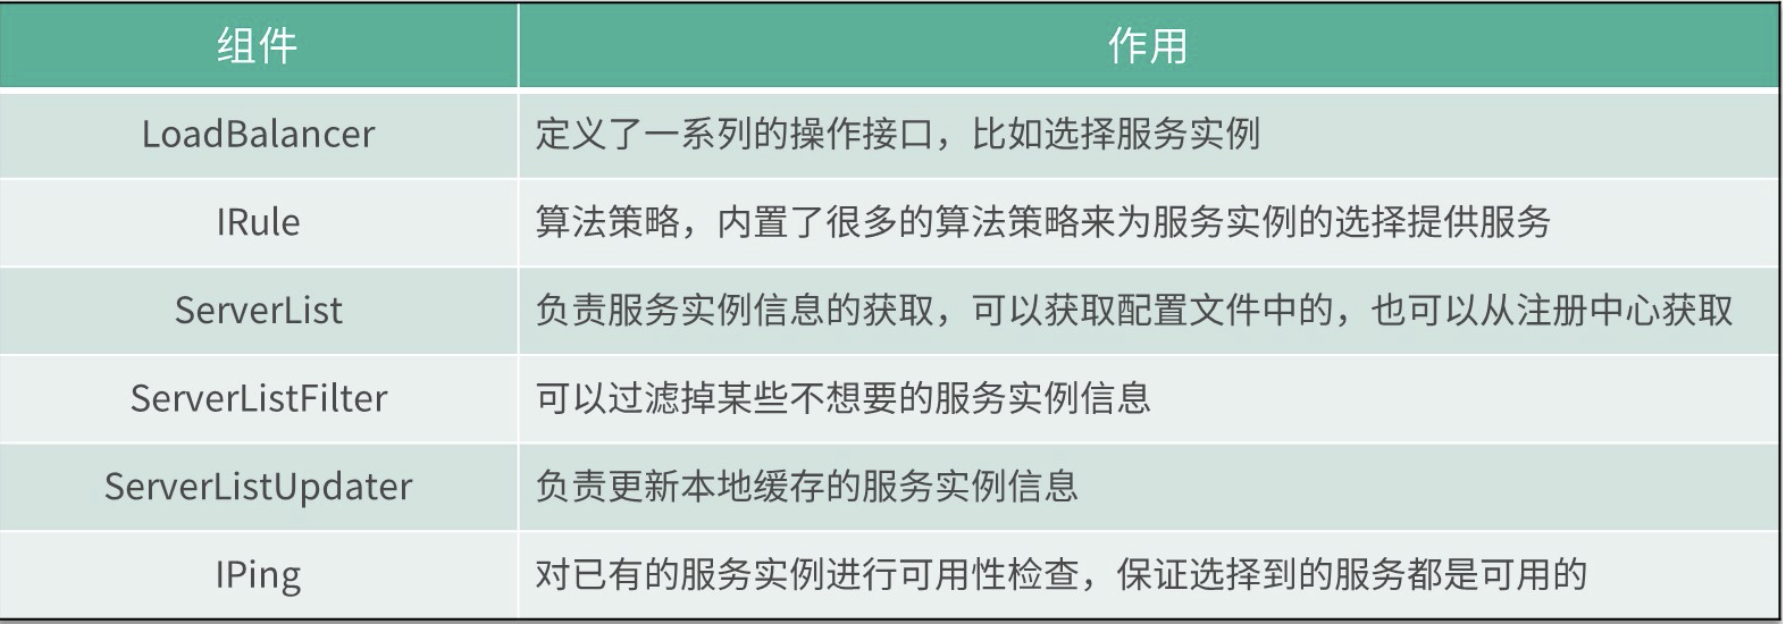 组件 作用
LoadBalancer 定义了一系列的操作接口，比如选择服务实例
IRule 算法策略，内置了很多的算法策略来为服务实例的选择提供服务
ServerList 负责服务实例信息的获取，可以获取配置文件中的，也可以从注册中心获取
ServerListFilter 可以过滤掉某些不想要的服务实例信息
ServerListUpdater 负责更新本地缓存的服务实例信息
IPing 对已有的服务实例进行可用性检查，保证选择到的服务都是可用的